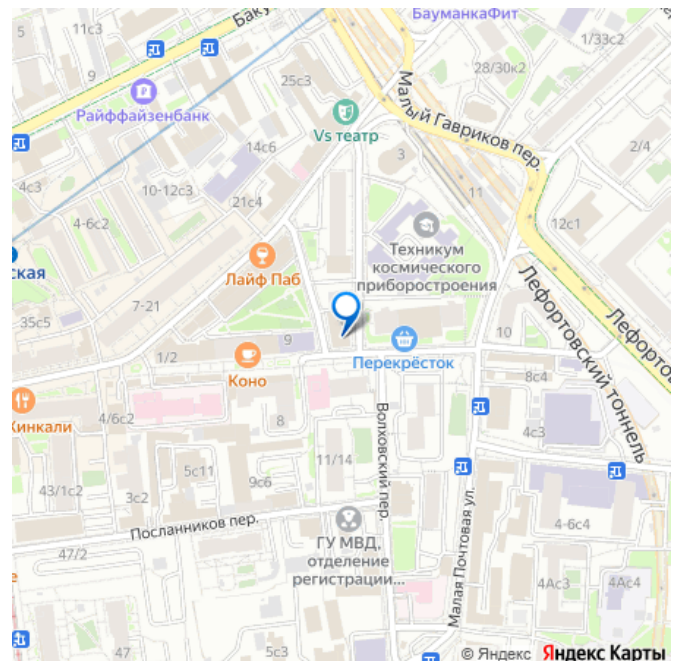 БауманкаФит
5
11с3
Баку
1/33с2
9
25с3
28/30к2
Райффайзенбанк
Vs театр
Малый Гавриков пер.
2/4
14с6
3
4с3
10-12с3
11
4-6с2
21с4
12с1
ская
Лайф Паб
Техникум
космического
приборостроения
7-21
Лефортовский тоннель
Лефорто
35с5
9
10
1/2
Коно
Перекрёсток
8с4
Хинкали
4/6с2
8
Волховский пер.
4с3
5с11
11/14
43/1с2
3с2
9с6
Малая Почтовая ул.
Посланников пер.
4-6с4
47/2
ГУ МВД,
отделение
регистрации...
4Ас3
4Ас4
е
5с3
© Яндекс Яндекс Карты